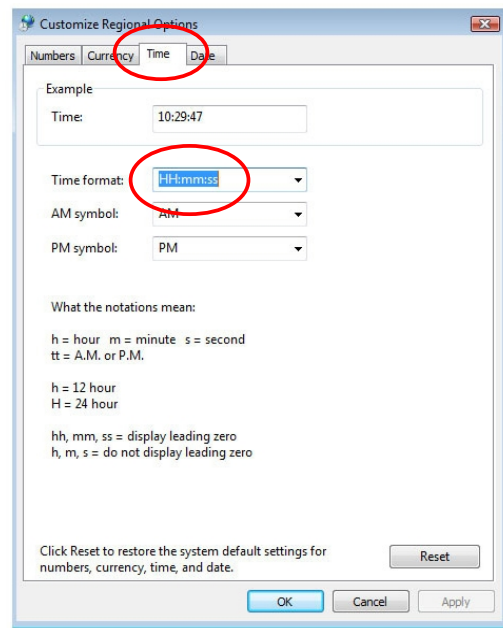 Customize Regional Options
Numbers Currency Time Date
Example
Time: 10:29:47
Time format: HH:mm:ss
AM symbol: AM
PM symbol: PM
What the notations mean:
h = hour m = minute s = second
tt = A.M. or P.M.
h = 12 hour
H = 24 hour
hh, mm, ss = display leading zero
h, m, s = do not display leading zero
Click Reset to restore the system default settings for
numbers, currency, time, and date.
Reset
OK Cancel Apply